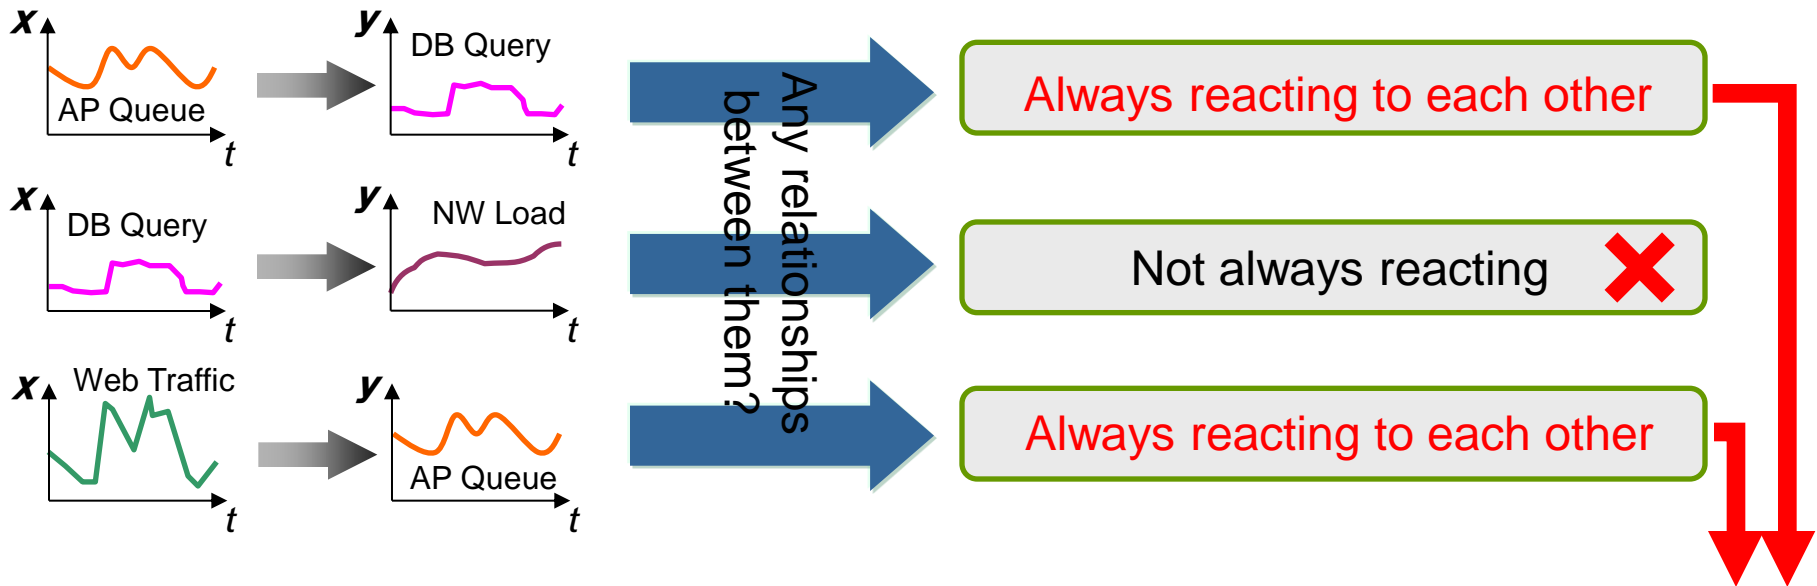 x
AP Queue
t
y
DB Query
t
Always reacting to each other
x
DB Query
t
y
NW Load
t
Any relationships
between them?
Not always reacting
x
Web Traffic
t
y
AP Queue
t
Always reacting to each other